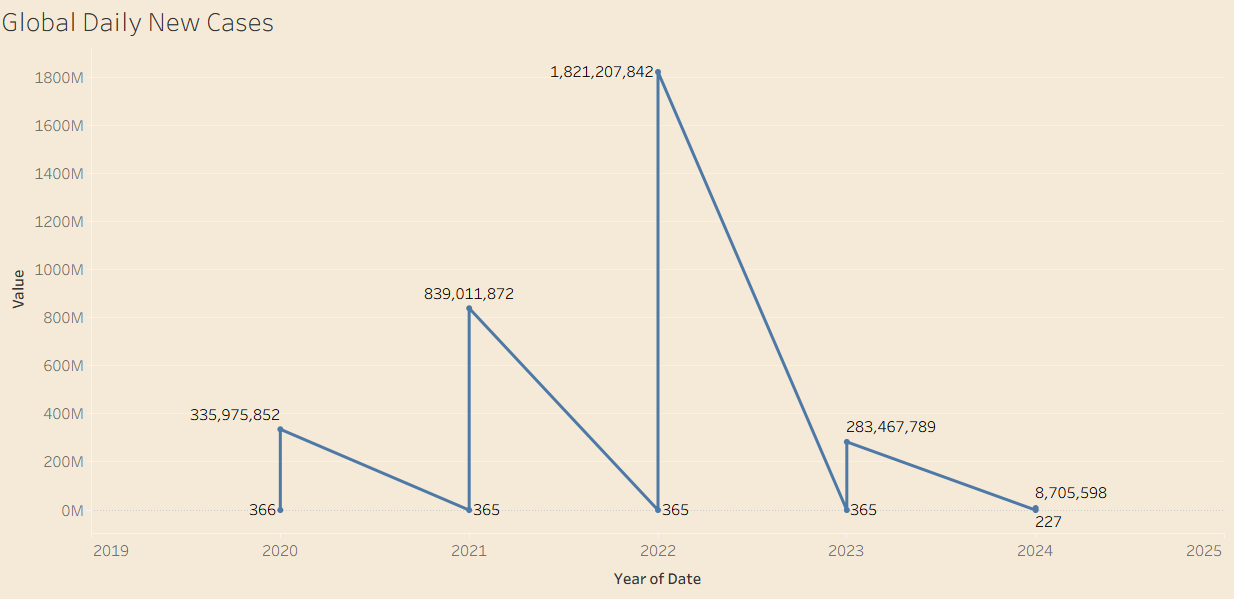 Global Daily New Cases
1800M
1,821,207,842
1600M
1400M
1200M
1000M
Value
800M
839,011,872
600M
400M
335,975,852
283,467,789
200M
8,705,598
0M
366
365
365
365
227
2019
2020
2021
2022
2023
2024
2025
Year of Date